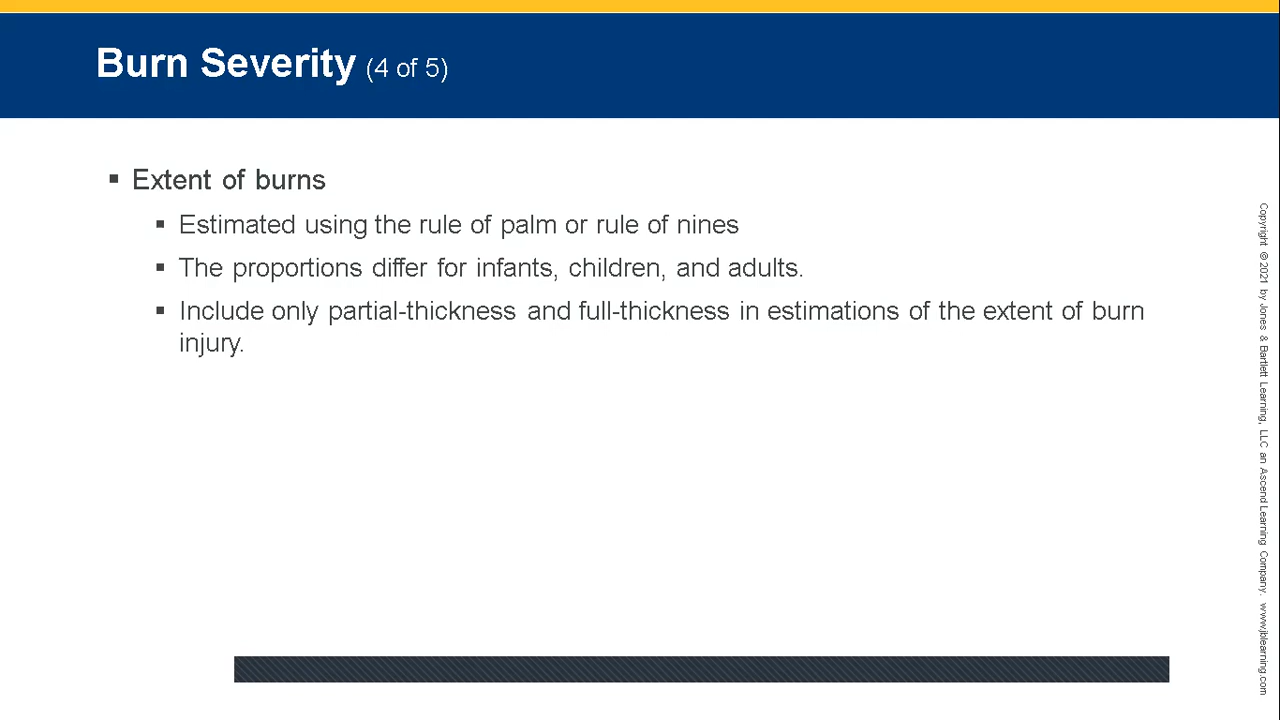 Burn Severity (4 of 5)
▪ Extent of burns
▪ Estimated using the rule of palm or rule of nines
▪ The proportions differ for infants, children, and adults.
▪ Include only partial-thickness and full-thickness in estimations of the extent of burn
injury.
Copyright © 2021 by Jones & Bartlett Learning, LLC an Ascend Learning Company. www.jblearning.com